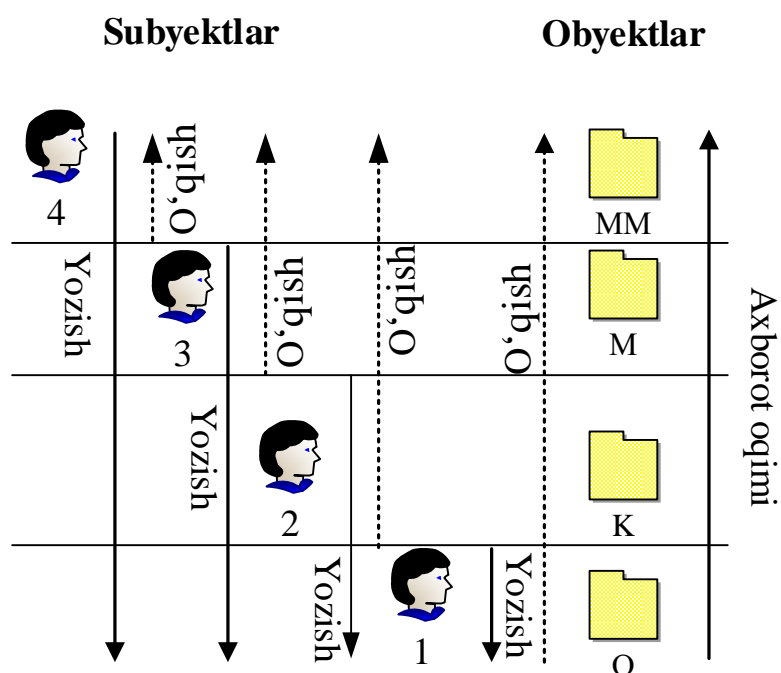 Subyektlar
Obyektlar
4
O‘qish
MM
Yozish
3
O‘qish
O‘qish
O‘qish
M
Axborot oqimi
Yozish
2
K
Yozish
1
Yozish
O